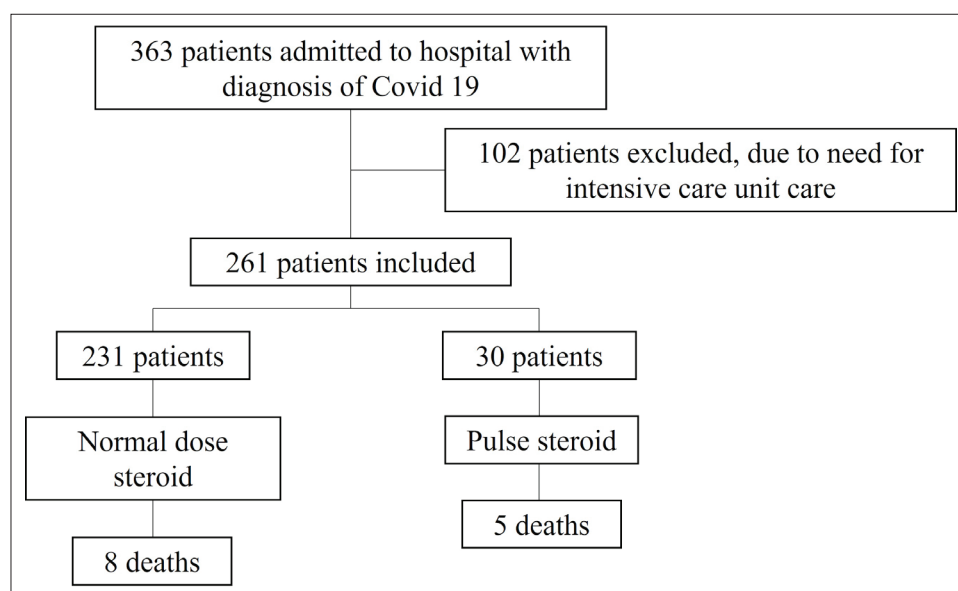 363 patients admitted to hospital with
diagnosis of Covid 19
102 patients excluded, due to need for
intensive care unit care
261 patients included
231 patients
30 patients
Normal dose
steroid
Pulse steroid
8 deaths
5 deaths